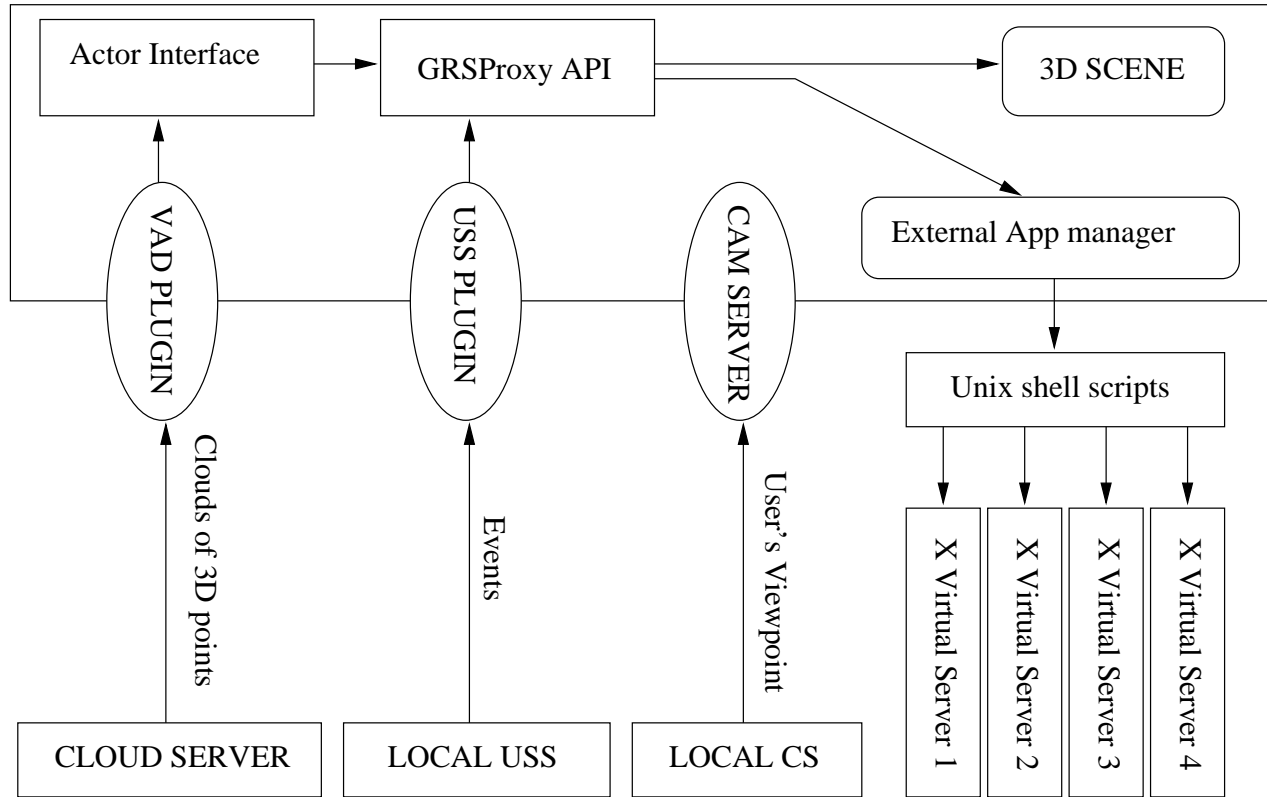 Actor Interface
GRSProxy API
3D SCENE
VAD PLUGIN
USS PLUGIN
CAM SERVER
External App manager
Unix shell scripts
Clouds of 3D points
Events
User's Viewpoint
X Virtual Server 1
X Virtual Server 2
X Virtual Server 3
X Virtual Server 4
CLOUD SERVER
LOCAL USS
LOCAL CS